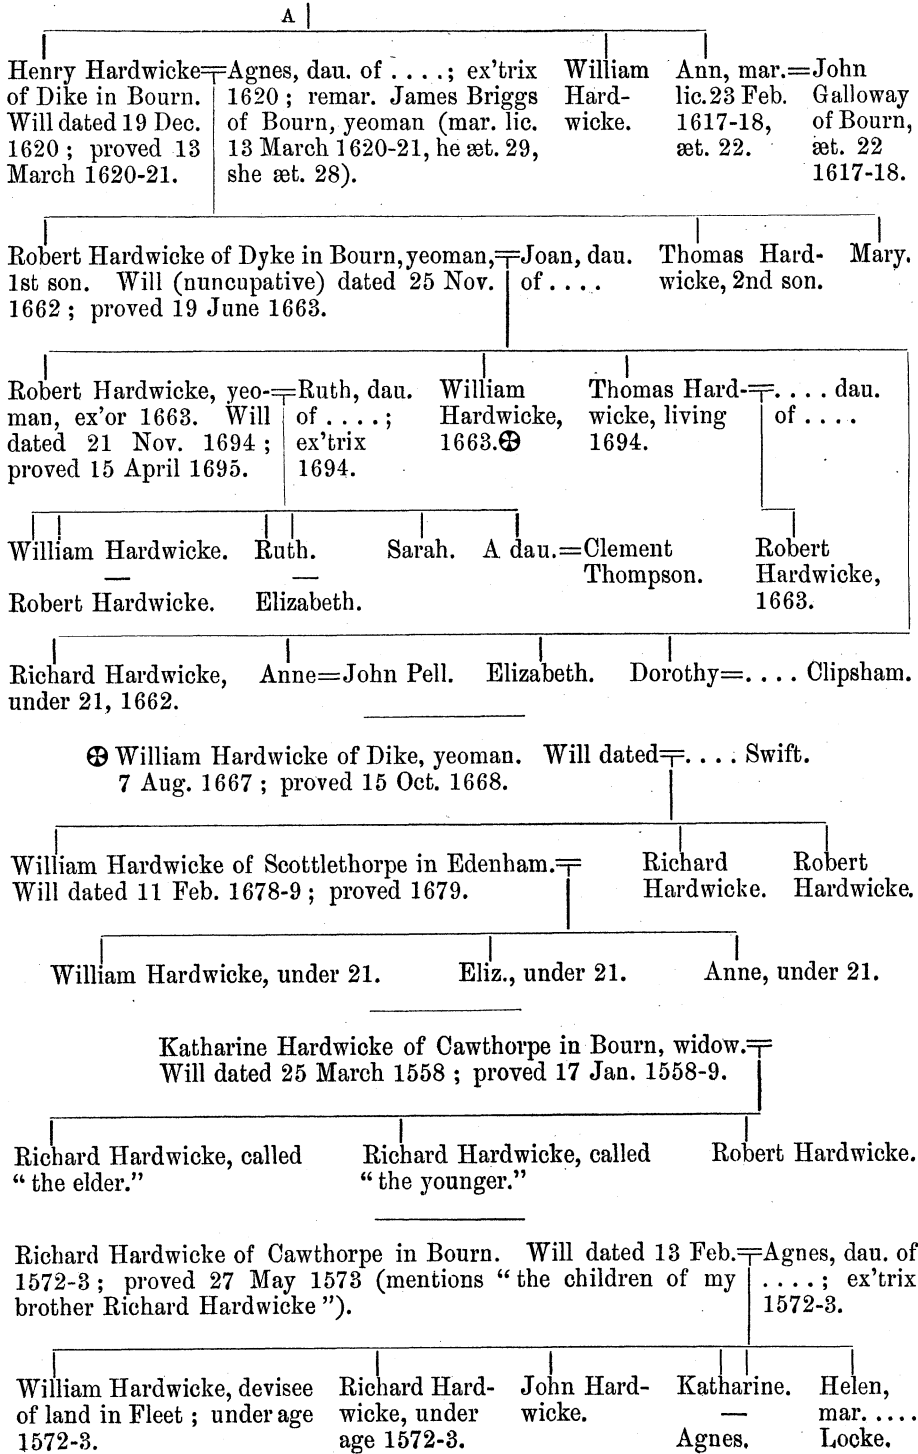 A
Henry Hardwicke=Agnes, dau. of . . . . ; ex'trix William Ann, mar.=John
of Dike in Bourn. 1620 ; remar. James Briggs Hard- lic. 23 Feb. Galloway
Will dated 19 Dec. of Bourn, yeoman (mar. lic. wicke. 1617-18, of Bourn,
1620 ; proved 13 13 March 1620-21, he æt. 29, æt. 22. æt. 22
March 1620-21. she æt. 28). 1617-18.
Robert Hardwicke of Dyke in Bourn, yeoman,=Joan, dau. Thomas Hard- Mary.
1st son. Will (nuncupative) dated 25 Nov. of . . . . wicke, 2nd son.
1662 ; proved 19 June 1663.
Robert Hardwicke, yeo-=Ruth, dau. William Thomas Hard-=. . . . dau.
man, ex'or 1663. Will of . . . . ; Hardwicke, wicke, living of . . . .
dated 21 Nov. 1694 ; ex'trix 1663.✠ 1694.
proved 15 April 1695. 1694.
William Hardwicke. Ruth. Sarah. A dau.=Clement Robert
— — Thompson. Hardwicke,
Robert Hardwicke. Elizabeth. 1663.
Richard Hardwicke, Anne=John Pell. Elizabeth. Dorothy=. . . . Clipsham.
under 21, 1662.
✠ William Hardwicke of Dike, yeoman. Will dated=. . . . Swift.
7 Aug. 1667 ; proved 15 Oct. 1668.
William Hardwicke of Scottlethorpe in Edenham.= Richard Robert
Will dated 11 Feb. 1678-9 ; proved 1679. Hardwicke. Hardwicke.
William Hardwicke, under 21. Eliz., under 21. Anne, under 21.
Katharine Hardwicke of Cawthorpe in Bourn, widow.=
Will dated 25 March 1558 ; proved 17 Jan. 1558-9.
Richard Hardwicke, called Richard Hardwicke, called Robert Hardwicke.
“ the elder.” “ the younger.”
Richard Hardwicke of Cawthorpe in Bourn. Will dated 13 Feb.=Agnes, dau. of
1572-3 ; proved 27 May 1573 (mentions “ the children of my . . . . ; ex'trix
brother Richard Hardwicke ”). 1572-3.
William Hardwicke, devisee Richard Hard- John Hard- Katharine. Helen,
of land in Fleet ; under age wicke, under wicke. — mar. . . . .
1572-3. age 1572-3. Agnes. Locke.